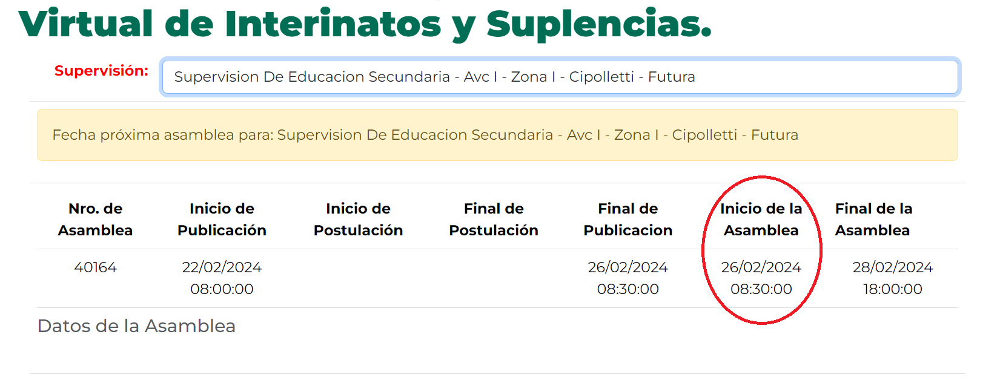 Virtual de Interinatos y Suplencias.
Supervisión:
Supervision De Educacion Secundaria - Avc I - Zona I - Cipolletti - Futura
Fecha próxima asamblea para: Supervision De Educacion Secundaria - Avc I - Zona I - Cipolletti - Futura
Nro. de Asamblea
Inicio de Publicación
Inicio de Postulación
Final de Postulación
Final de Publicacion
Inicio de la Asamblea
Final de la Asamblea
40164
22/02/2024 08:00:00
26/02/2024 08:30:00
26/02/2024 08:30:00
28/02/2024 18:00:00
Datos de la Asamblea